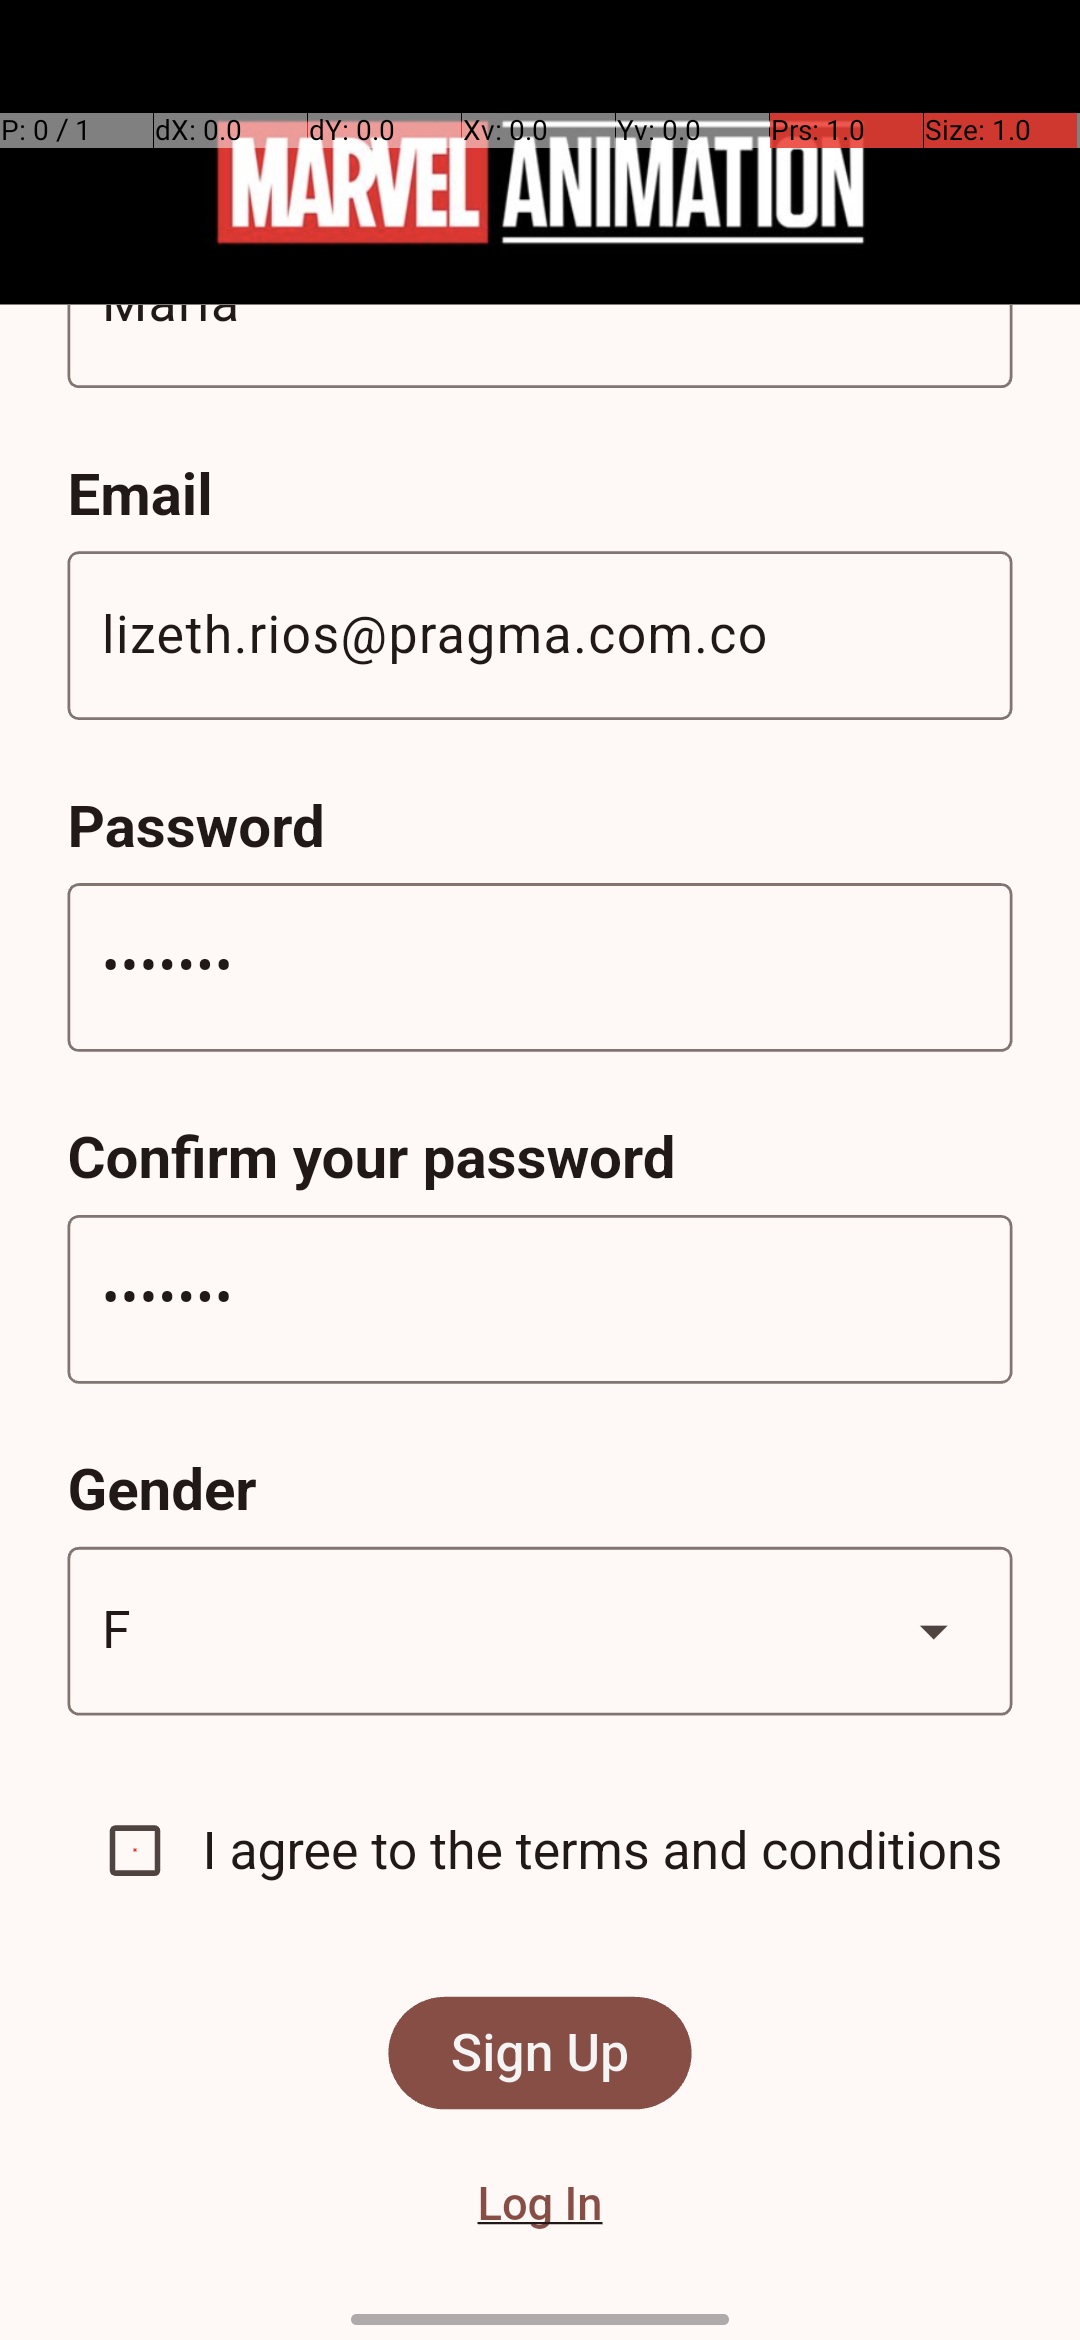 P: 0 / 1 dX: 0.0 dY: 0.0 Xv: 0.0 Yv: 0.0 Prs: 1.0 Size: 1.0
MARVEL ANIMATION
Email
lizeth.rios@pragma.com.co
Password
•••••••
Confirm your password
•••••••
Gender
F
I agree to the terms and conditions
Sign Up
Log In